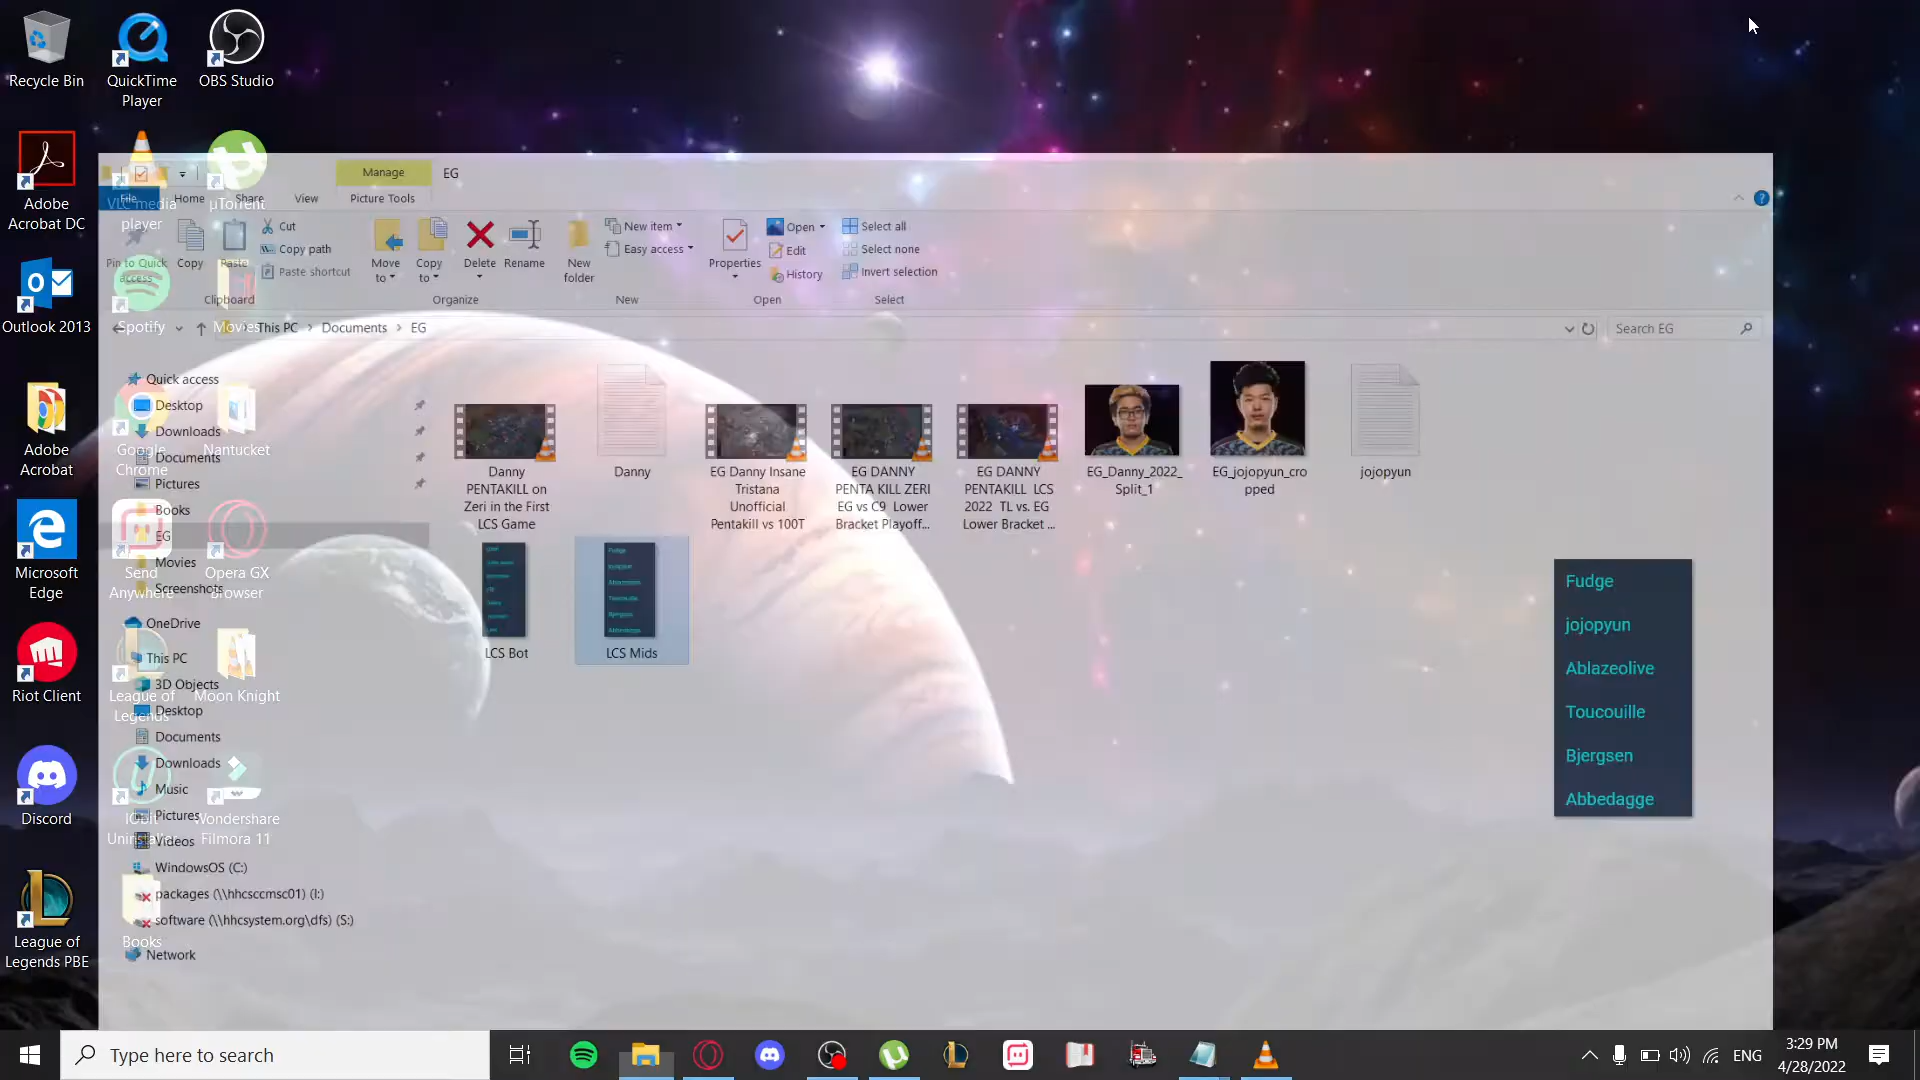 Recycle Bin
QuickTime
Player
OBS Studio
Adobe
Acrobat DC
VLC media
player
µTorrent
Outlook 2013
Spotify
Movies
Adobe
Acrobat
Google
Chrome
Nantucket
Microsoft
Edge
Send
Anywhere
Opera GX
Browser
Riot Client
League of
Legends
Moon Knight
Discord
IObit
Uninstaller
Wondershare
Filmora 11
League of
Legends PBE
Books
Manage
EG
File
Home
Share
View
Picture Tools
Pin to Quick
access
Copy
Paste
Cut
Copy path
Paste shortcut
Clipboard
Move
to
Copy
to
Delete
Rename
Organize
New
folder
New item
Easy access
New
Properties
Open
Edit
History
Open
Select all
Select none
Invert selection
Select
This PC
Documents
EG
Search EG
Quick access
Desktop
Downloads
Documents
Pictures
Books
EG
Movies
Screenshots
OneDrive
This PC
3D Objects
Desktop
Documents
Downloads
Music
Pictures
Videos
WindowsOS (C:)
packages (\\hhcsccmsc01) (I:)
software (\\hhcsystem.org\dfs) (S:)
Network
Danny
PENTAKILL on
Zeri in the First
LCS Game
Danny
EG Danny Insane
Tristana
Unofficial
Pentakill vs 100T
EG DANNY
PENTA KILL ZERI
EG vs C9 Lower
Bracket Playoff...
EG DANNY
PENTAKILL LCS
2022 TL vs. EG
Lower Bracket ...
EG_Danny_2022_
Split_1
EG_jojopyun_cro
pped
jojopyun
LCS Bot
LCS Mids
Fudge
jojopyun
Ablazeolive
Toucouille
Bjergsen
Abbedagge
Type here to search
ENG
3:29 PM
4/28/2022